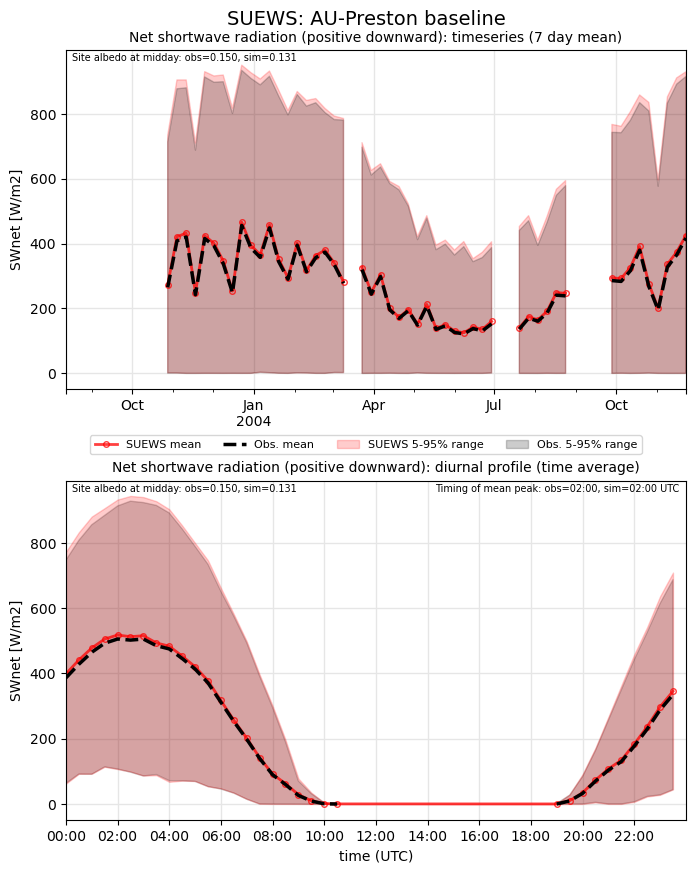 SUEWS: AU-Preston baseline
Net shortwave radiation (positive downward): timeseries (7 day mean)
Site albedo at midday: obs=0.150, sim=0.131
800
600
400
200
0
SWnet [W/m2]
Oct Jan Apr Jul Oct
2004
SUEWS mean Obs. mean SUEWS 5-95% range Obs. 5-95% range
Net shortwave radiation (positive downward): diurnal profile (time average)
Site albedo at midday: obs=0.150, sim=0.131 Timing of mean peak: obs=02:00, sim=02:00 UTC
800
600
400
200
0
SWnet [W/m2]
00:00 02:00 04:00 06:00 08:00 10:00 12:00 14:00 16:00 18:00 20:00 22:00
time (UTC)